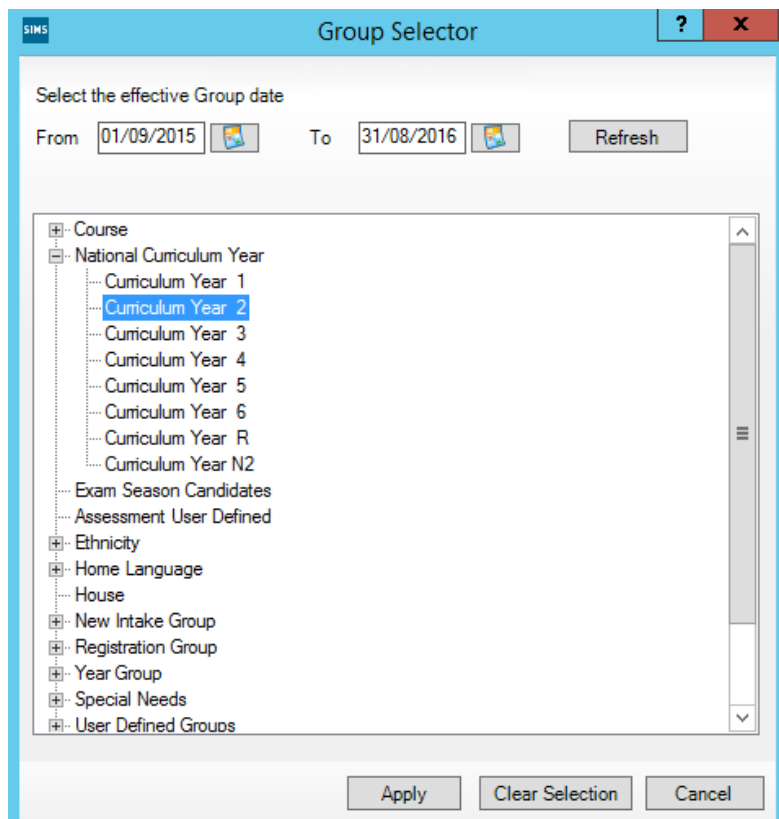 SIMS Group Selector ? x
Select the effective Group date
From 01/09/2015 To 31/08/2016 Refresh
Course
National Curriculum Year
Curriculum Year 1
Curriculum Year 2
Curriculum Year 3
Curriculum Year 4
Curriculum Year 5
Curriculum Year 6
Curriculum Year R
Curriculum Year N2
Exam Season Candidates
Assessment User Defined
Ethnicity
Home Language
House
New Intake Group
Registration Group
Year Group
Special Needs
User Defined Groups
Apply Clear Selection Cancel